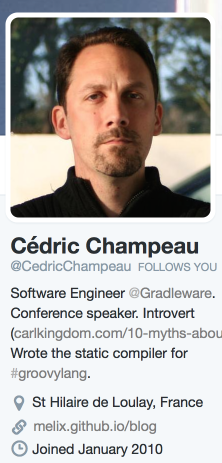 Cédric Champeau
@CedricChampeau FOLLOWS YOU
Software Engineer @Gradleware.
Conference speaker. Introvert
(carlkingdom.com/10-myths-abou
Wrote the static compiler for
#groovylang.
St Hilaire de Loulay, France
melix.github.io/blog
Joined January 2010